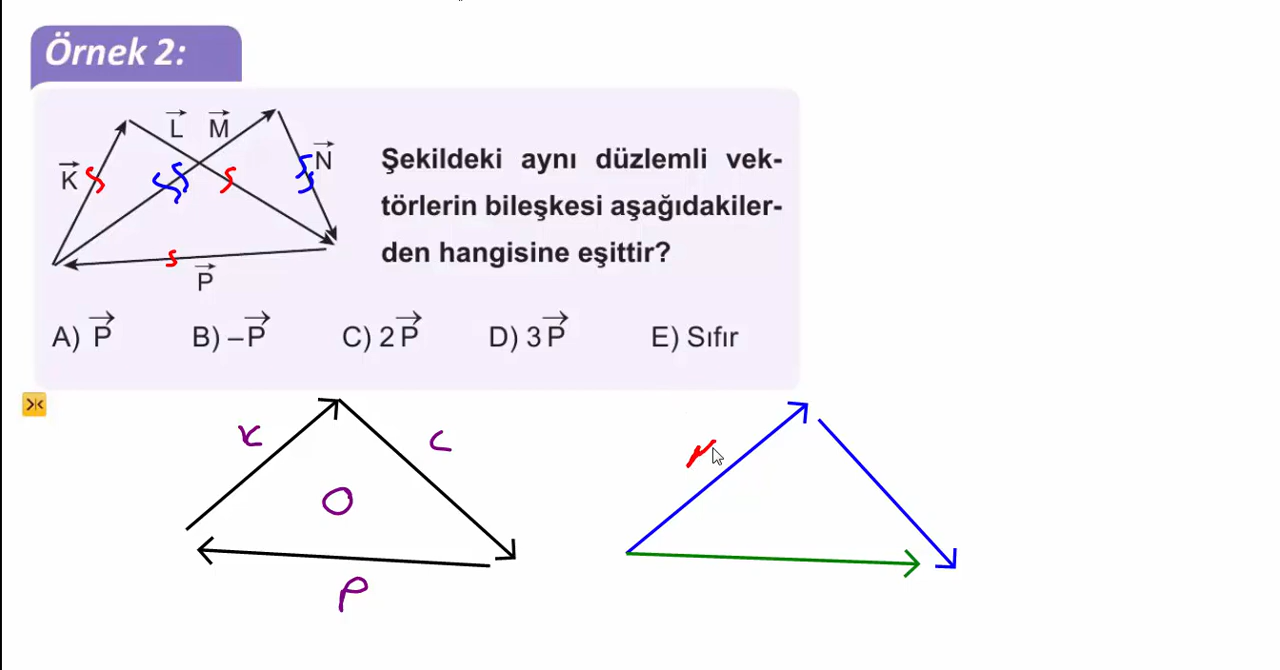 Örnek 2:
K L M N
P
Şekildeki aynı düzlemli vek-
törlerin bileşkesi aşağıdakiler-
den hangisine eşittir?
A) P B) –P C) 2P D) 3P E) Sıfır
K
L
O
P